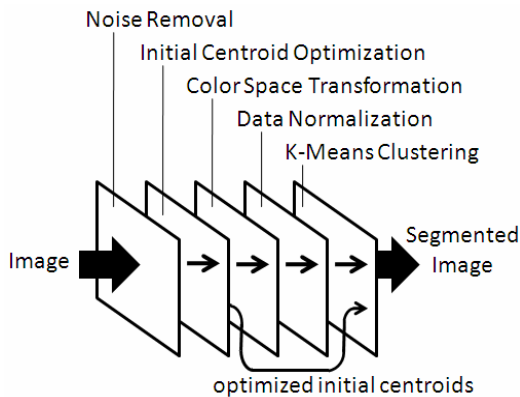 Noise Removal
Initial Centroid Optimization
Color Space Transformation
Data Normalization
K-Means Clustering
Image
Segmented
Image
optimized initial centroids